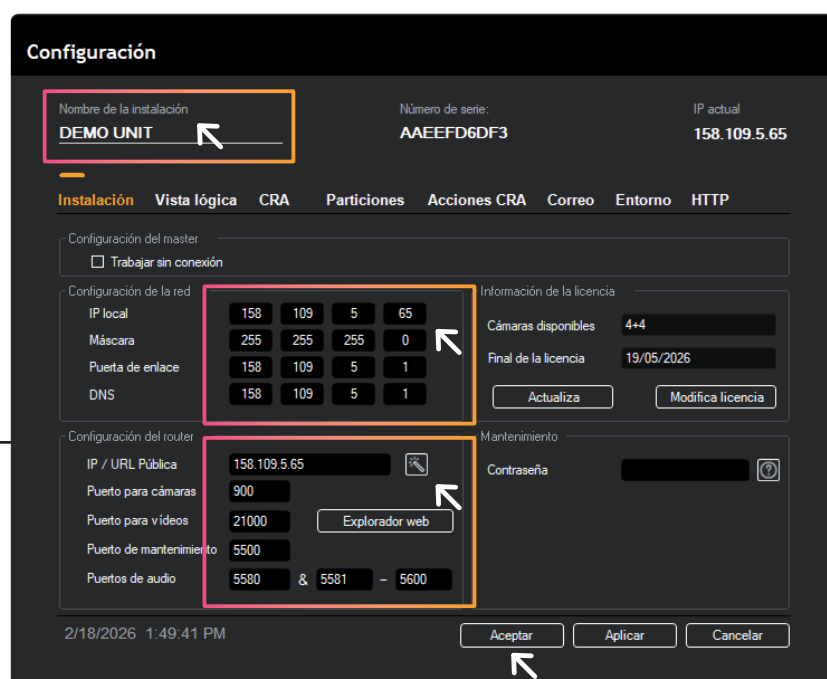 Configuración
Nombre de la instalación Número de serie: IP actual
DEMO UNIT AAEEFD6DF3 158.109.5.65
Instalación Vista lógica CRA Particiones Acciones CRA Correo Entorno HTTP
Configuración del master
Trabajar sin conexión
Configuración de la red
IP local 158 109 5 65
Máscara 255 255 255 0
Puerta de enlace 158 109 5 1
DNS 158 109 5 1
Información de la licencia
Cámaras disponibles 4+4
Final de la licencia 19/05/2026
Actualiza Modifica licencia
Configuración del router
IP / URL Pública 158.109.5.65
Puerto para cámaras 900
Puerto para vídeos 21000 Explorador web
Puerto de mantenimiento 5500
Puertos de audio 5580 & 5581 – 5600
Mantenimiento
Contraseña ?
2/18/2026 1:49:41 PM Aceptar Aplicar Cancelar